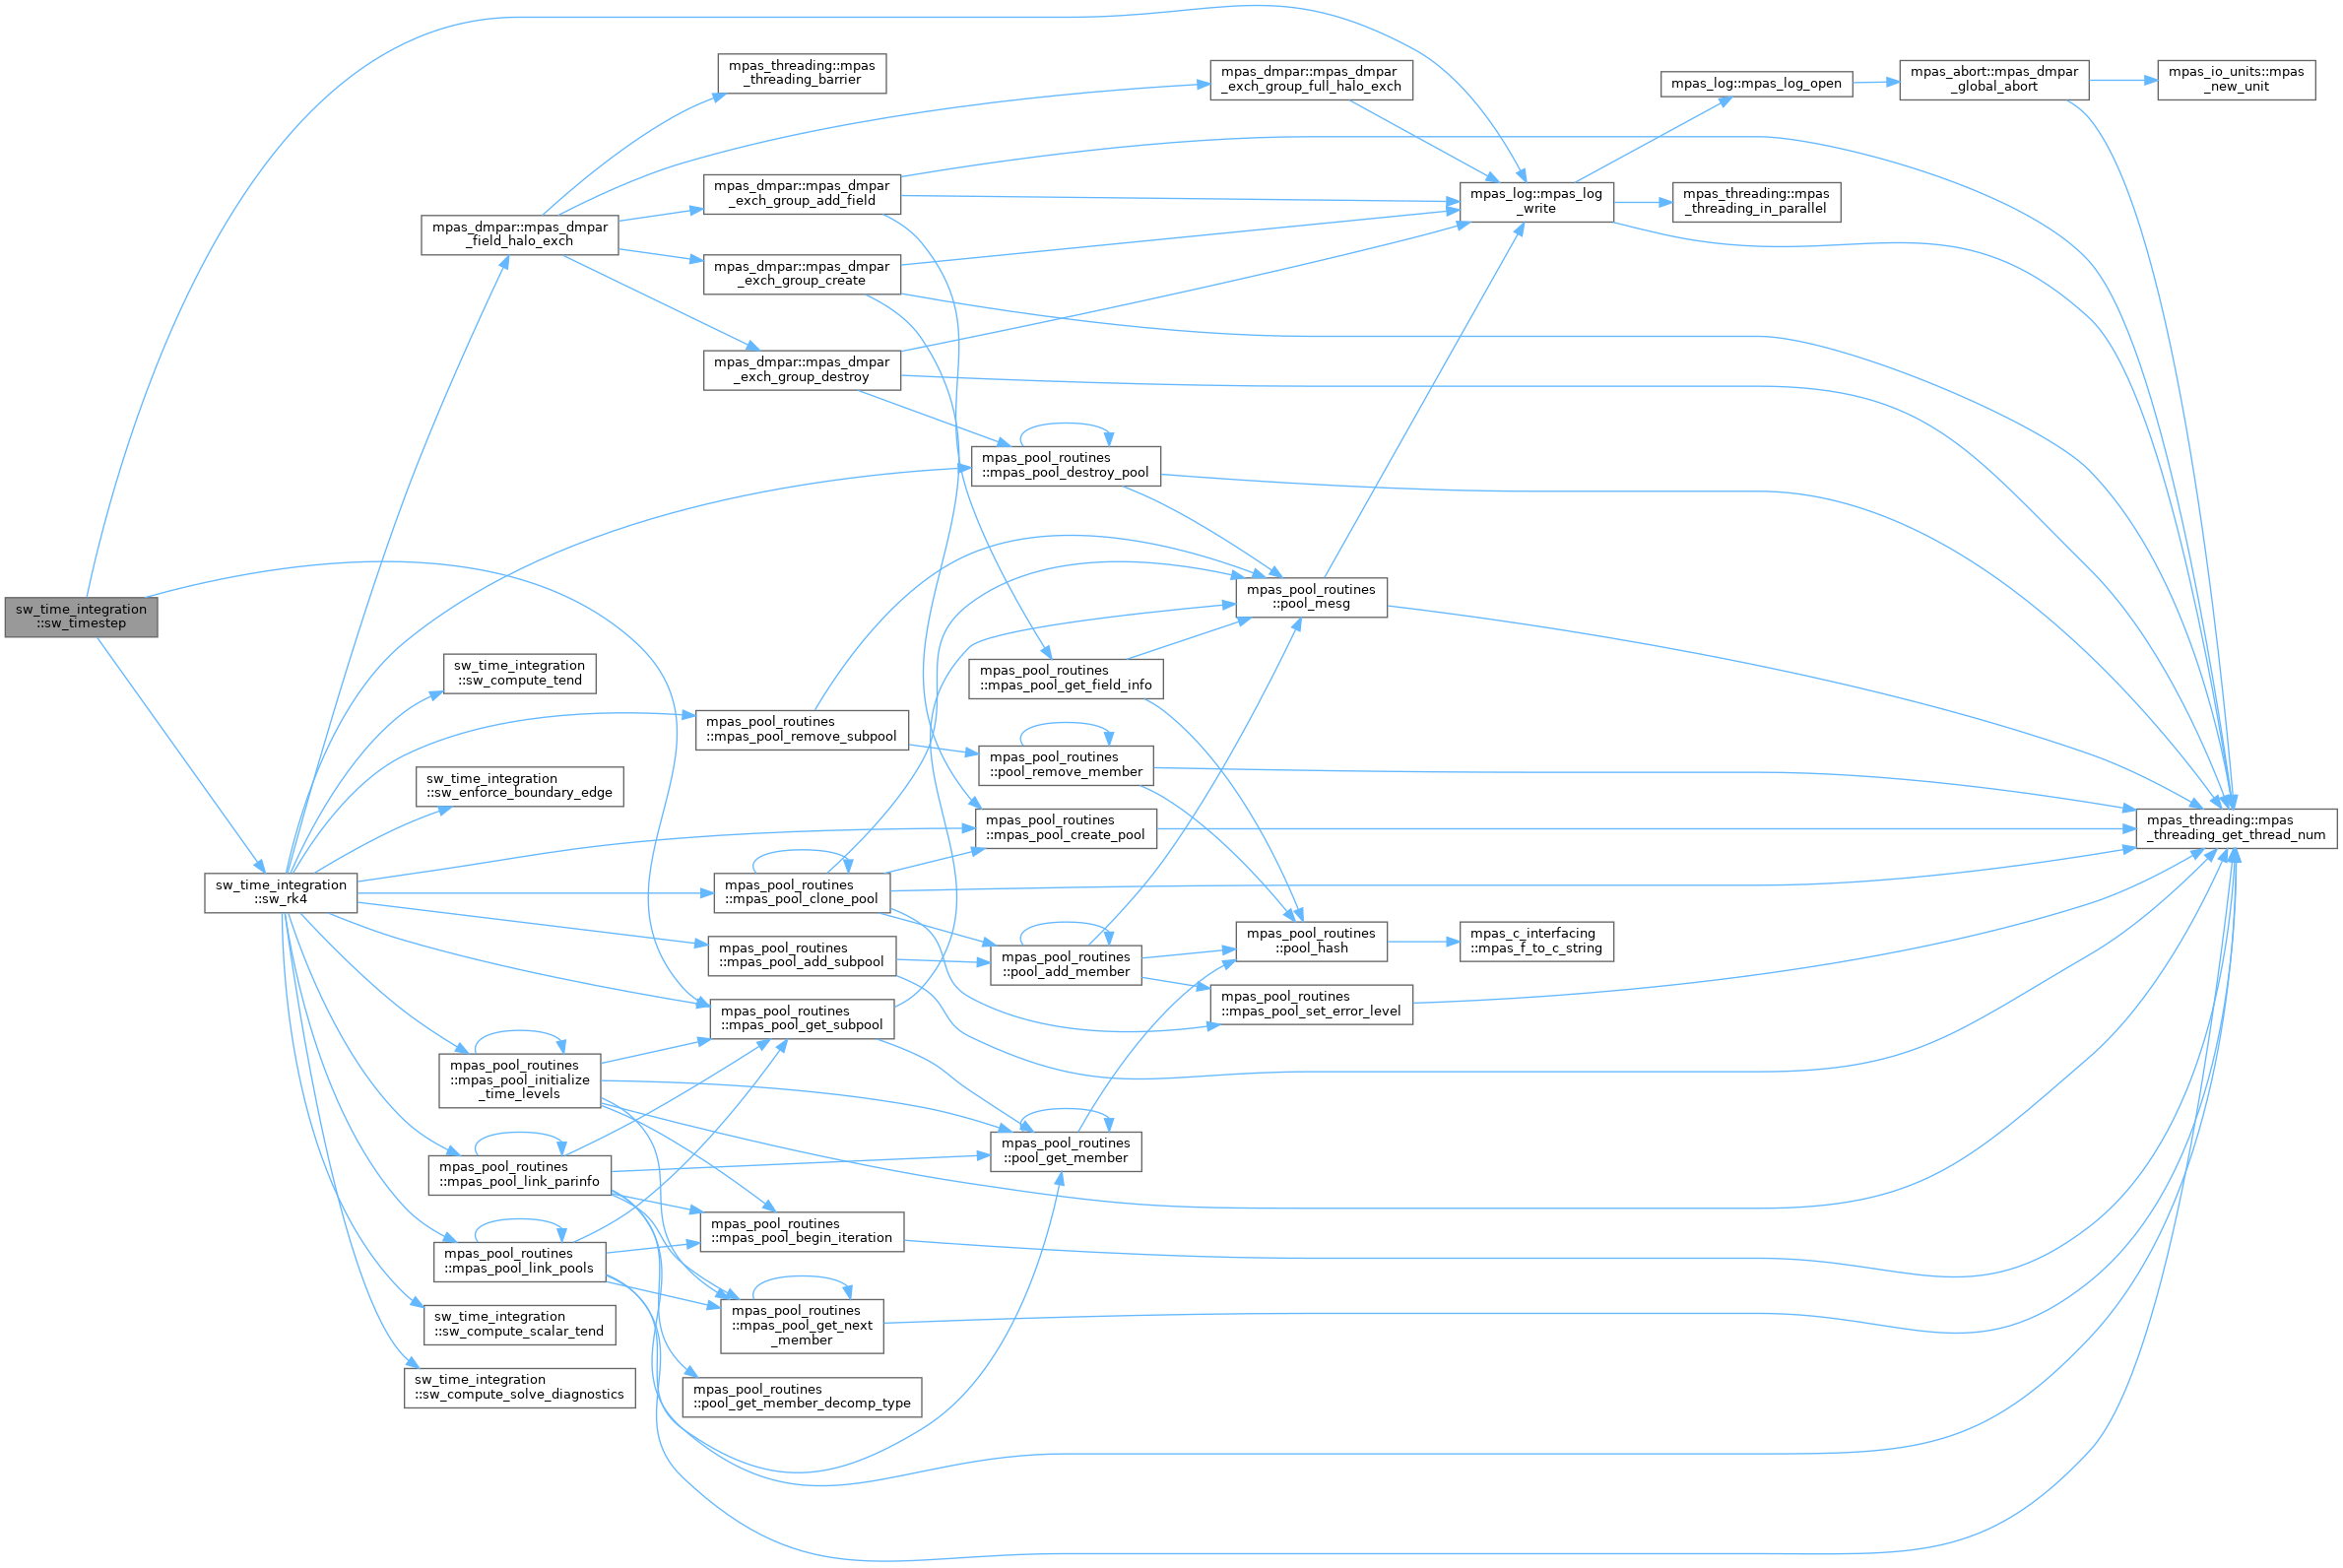 mpas_threading::mpas
_threading_barrier
mpas_dmpar::mpas_dmpar
_exch_group_full_halo_exch
mpas_log::mpas_log_open
mpas_abort::mpas_dmpar
_global_abort
mpas_io_units::mpas
_new_unit
mpas_dmpar::mpas_dmpar
_exch_group_add_field
mpas_log::mpas_log
_write
mpas_threading::mpas
_threading_in_parallel
mpas_dmpar::mpas_dmpar
_field_halo_exch
mpas_dmpar::mpas_dmpar
_exch_group_create
mpas_dmpar::mpas_dmpar
_exch_group_destroy
mpas_pool_routines
::mpas_pool_destroy_pool
sw_time_integration
::sw_timestep
mpas_pool_routines
::pool_mesg
sw_time_integration
::sw_compute_tend
mpas_pool_routines
::mpas_pool_get_field_info
mpas_pool_routines
::mpas_pool_remove_subpool
mpas_pool_routines
::pool_remove_member
sw_time_integration
::sw_enforce_boundary_edge
mpas_pool_routines
::mpas_pool_create_pool
mpas_threading::mpas
_threading_get_thread_num
sw_time_integration
::sw_rk4
mpas_pool_routines
::mpas_pool_clone_pool
mpas_pool_routines
::mpas_pool_add_subpool
mpas_pool_routines
::pool_add_member
mpas_pool_routines
::pool_hash
mpas_c_interfacing
::mpas_f_to_c_string
mpas_pool_routines
::mpas_pool_set_error_level
mpas_pool_routines
::mpas_pool_get_subpool
mpas_pool_routines
::mpas_pool_initialize
_time_levels
mpas_pool_routines
::pool_get_member
mpas_pool_routines
::mpas_pool_link_parinfo
mpas_pool_routines
::mpas_pool_begin_iteration
mpas_pool_routines
::mpas_pool_link_pools
mpas_pool_routines
::mpas_pool_get_next
_member
sw_time_integration
::sw_compute_scalar_tend
sw_time_integration
::sw_compute_solve_diagnostics
mpas_pool_routines
::pool_get_member_decomp_type